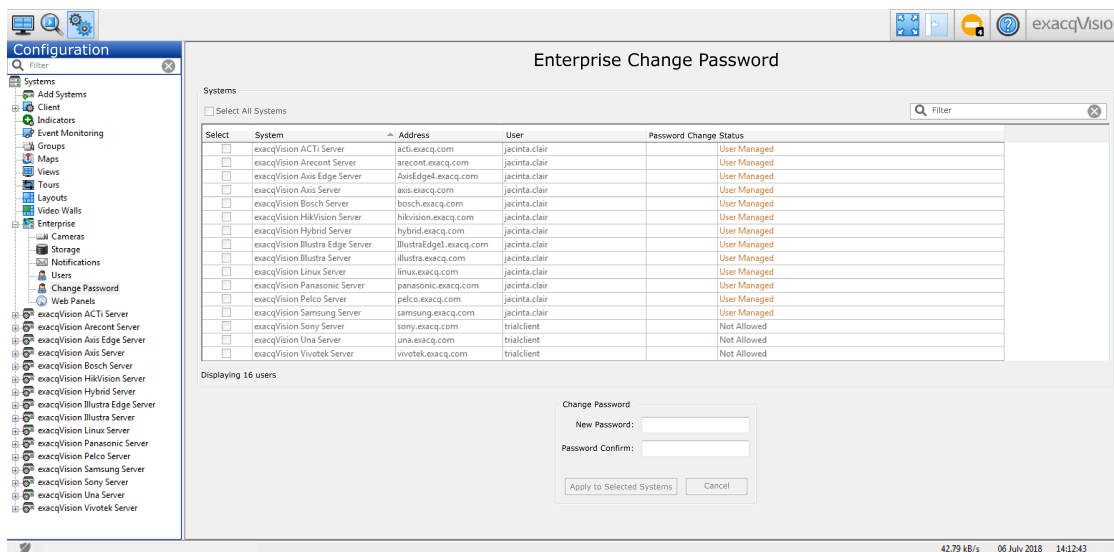 4
exacqVisio
Configuration
Filter
Systems
Add Systems
Client
Indicators
Event Monitoring
Groups
Maps
Views
Tours
Layouts
Video Walls
Enterprise
Cameras
Storage
Notifications
Users
Change Password
Web Panels
exacqVision ACTi Server
exacqVision Arecont Server
exacqVision Axis Edge Server
exacqVision Axis Server
exacqVision Bosch Server
exacqVision HikVision Server
exacqVision Hybrid Server
exacqVision Illustra Edge Server
exacqVision Illustra Server
exacqVision Linux Server
exacqVision Panasonic Server
exacqVision Pelco Server
exacqVision Samsung Server
exacqVision Sony Server
exacqVision Una Server
exacqVision Vivotek Server
Enterprise Change Password
Systems
Select All Systems
Filter
Select System Address User Password Change Status
exacqVision ACTi Server acti.exacq.com jacinta.clair User Managed
exacqVision Arecont Server arecont.exacq.com jacinta.clair User Managed
exacqVision Axis Edge Server AxisEdge4.exacq.com jacinta.clair User Managed
exacqVision Axis Server axis.exacq.com jacinta.clair User Managed
exacqVision Bosch Server bosch.exacq.com jacinta.clair User Managed
exacqVision HikVision Server hikvision.exacq.com jacinta.clair User Managed
exacqVision Hybrid Server hybrid.exacq.com jacinta.clair User Managed
exacqVision Illustra Edge Server IllustraEdge1.exacq.com jacinta.clair User Managed
exacqVision Illustra Server illustra.exacq.com jacinta.clair User Managed
exacqVision Linux Server linux.exacq.com jacinta.clair User Managed
exacqVision Panasonic Server panasonic.exacq.com jacinta.clair User Managed
exacqVision Pelco Server pelco.exacq.com jacinta.clair User Managed
exacqVision Samsung Server samsung.exacq.com jacinta.clair User Managed
exacqVision Sony Server sony.exacq.com trialclient Not Allowed
exacqVision Una Server una.exacq.com trialclient Not Allowed
exacqVision Vivotek Server vivotek.exacq.com trialclient Not Allowed
Displaying 16 users
Change Password
New Password:
Password Confirm:
Apply to Selected Systems Cancel
42.79 kB/s 06 July 2018 14:12:43